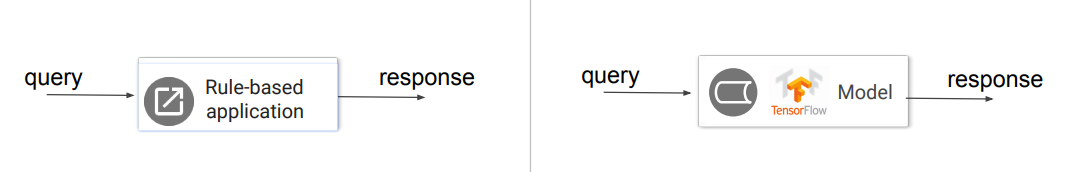 query
Rule-based
application
response
query
TensorFlow
Model
response